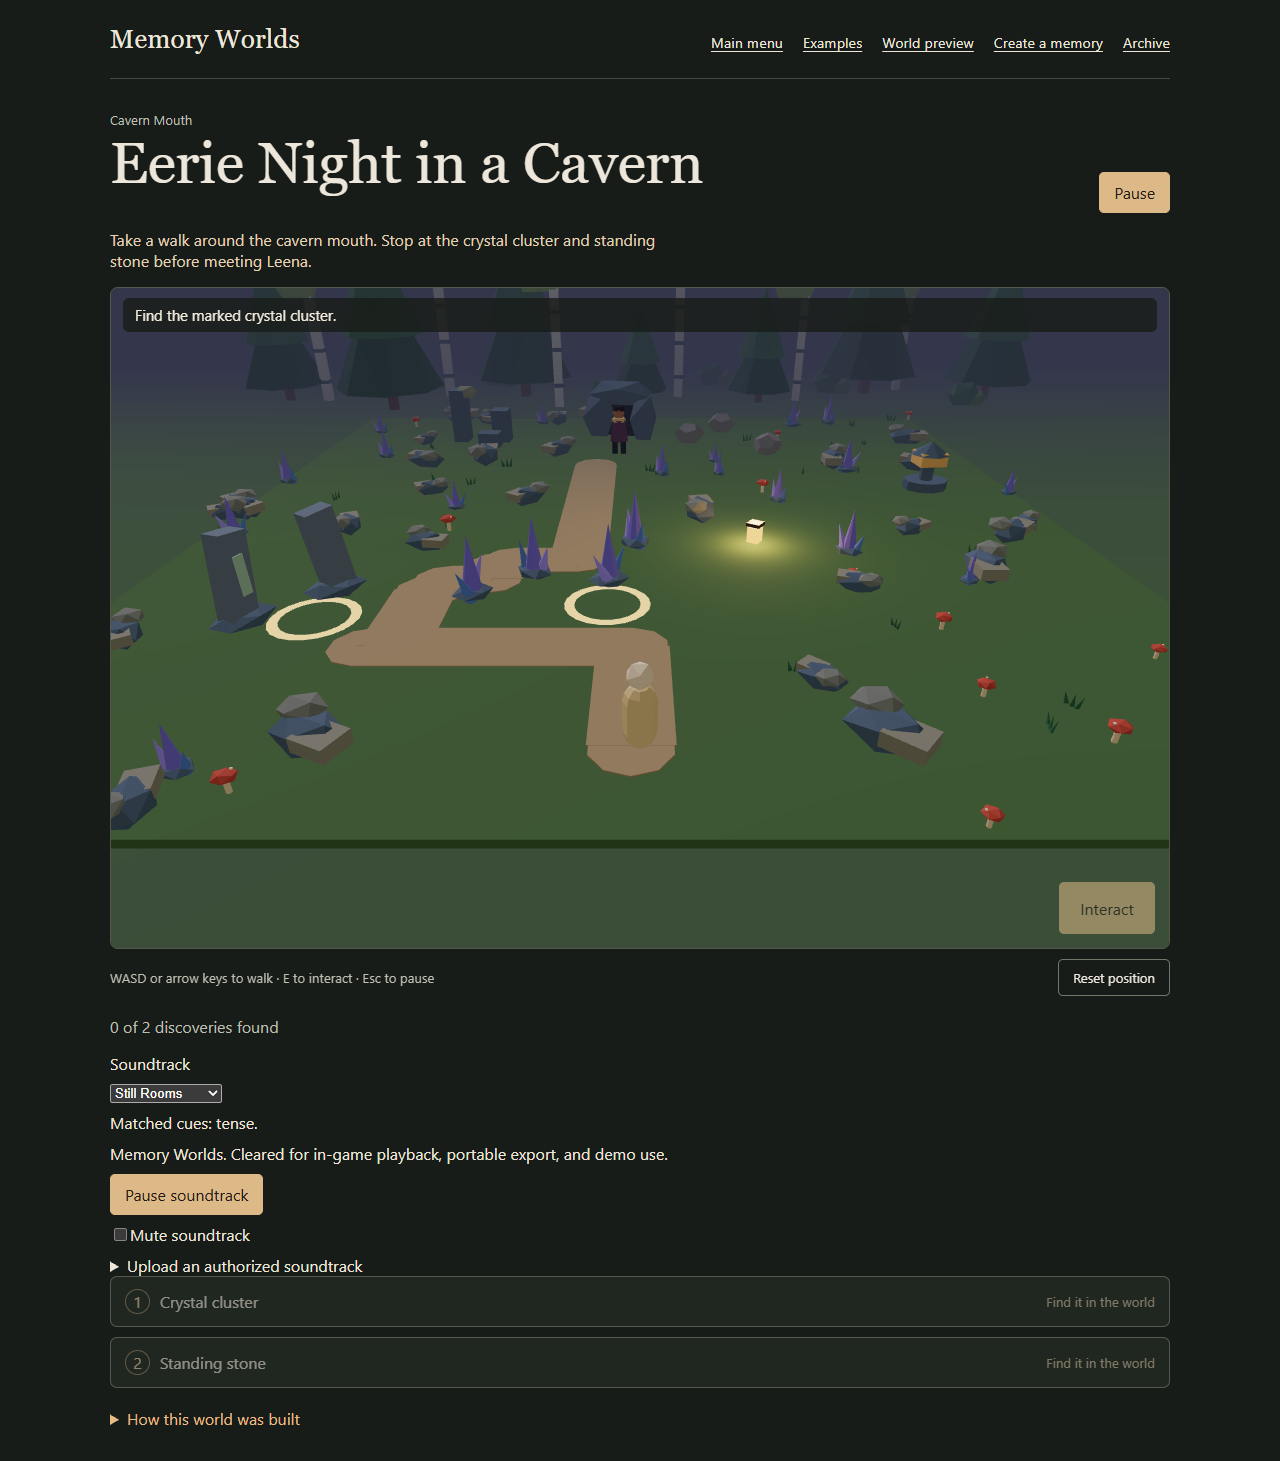 Memory Worlds
Main menu
Examples
World preview
Create a memory
Archive
Cavern Mouth
Eerie Night in a Cavern
Pause
Take a walk around the cavern mouth. Stop at the crystal cluster and standing
stone before meeting Leena.
Find the marked crystal cluster.
Interact
WASD or arrow keys to walk · E to interact · Esc to pause
Reset position
0 of 2 discoveries found
Soundtrack
Still Rooms
Matched cues: tense.
Memory Worlds. Cleared for in-game playback, portable export, and demo use.
Pause soundtrack
Mute soundtrack
Upload an authorized soundtrack
1 Crystal cluster
Find it in the world
2 Standing stone
Find it in the world
How this world was built